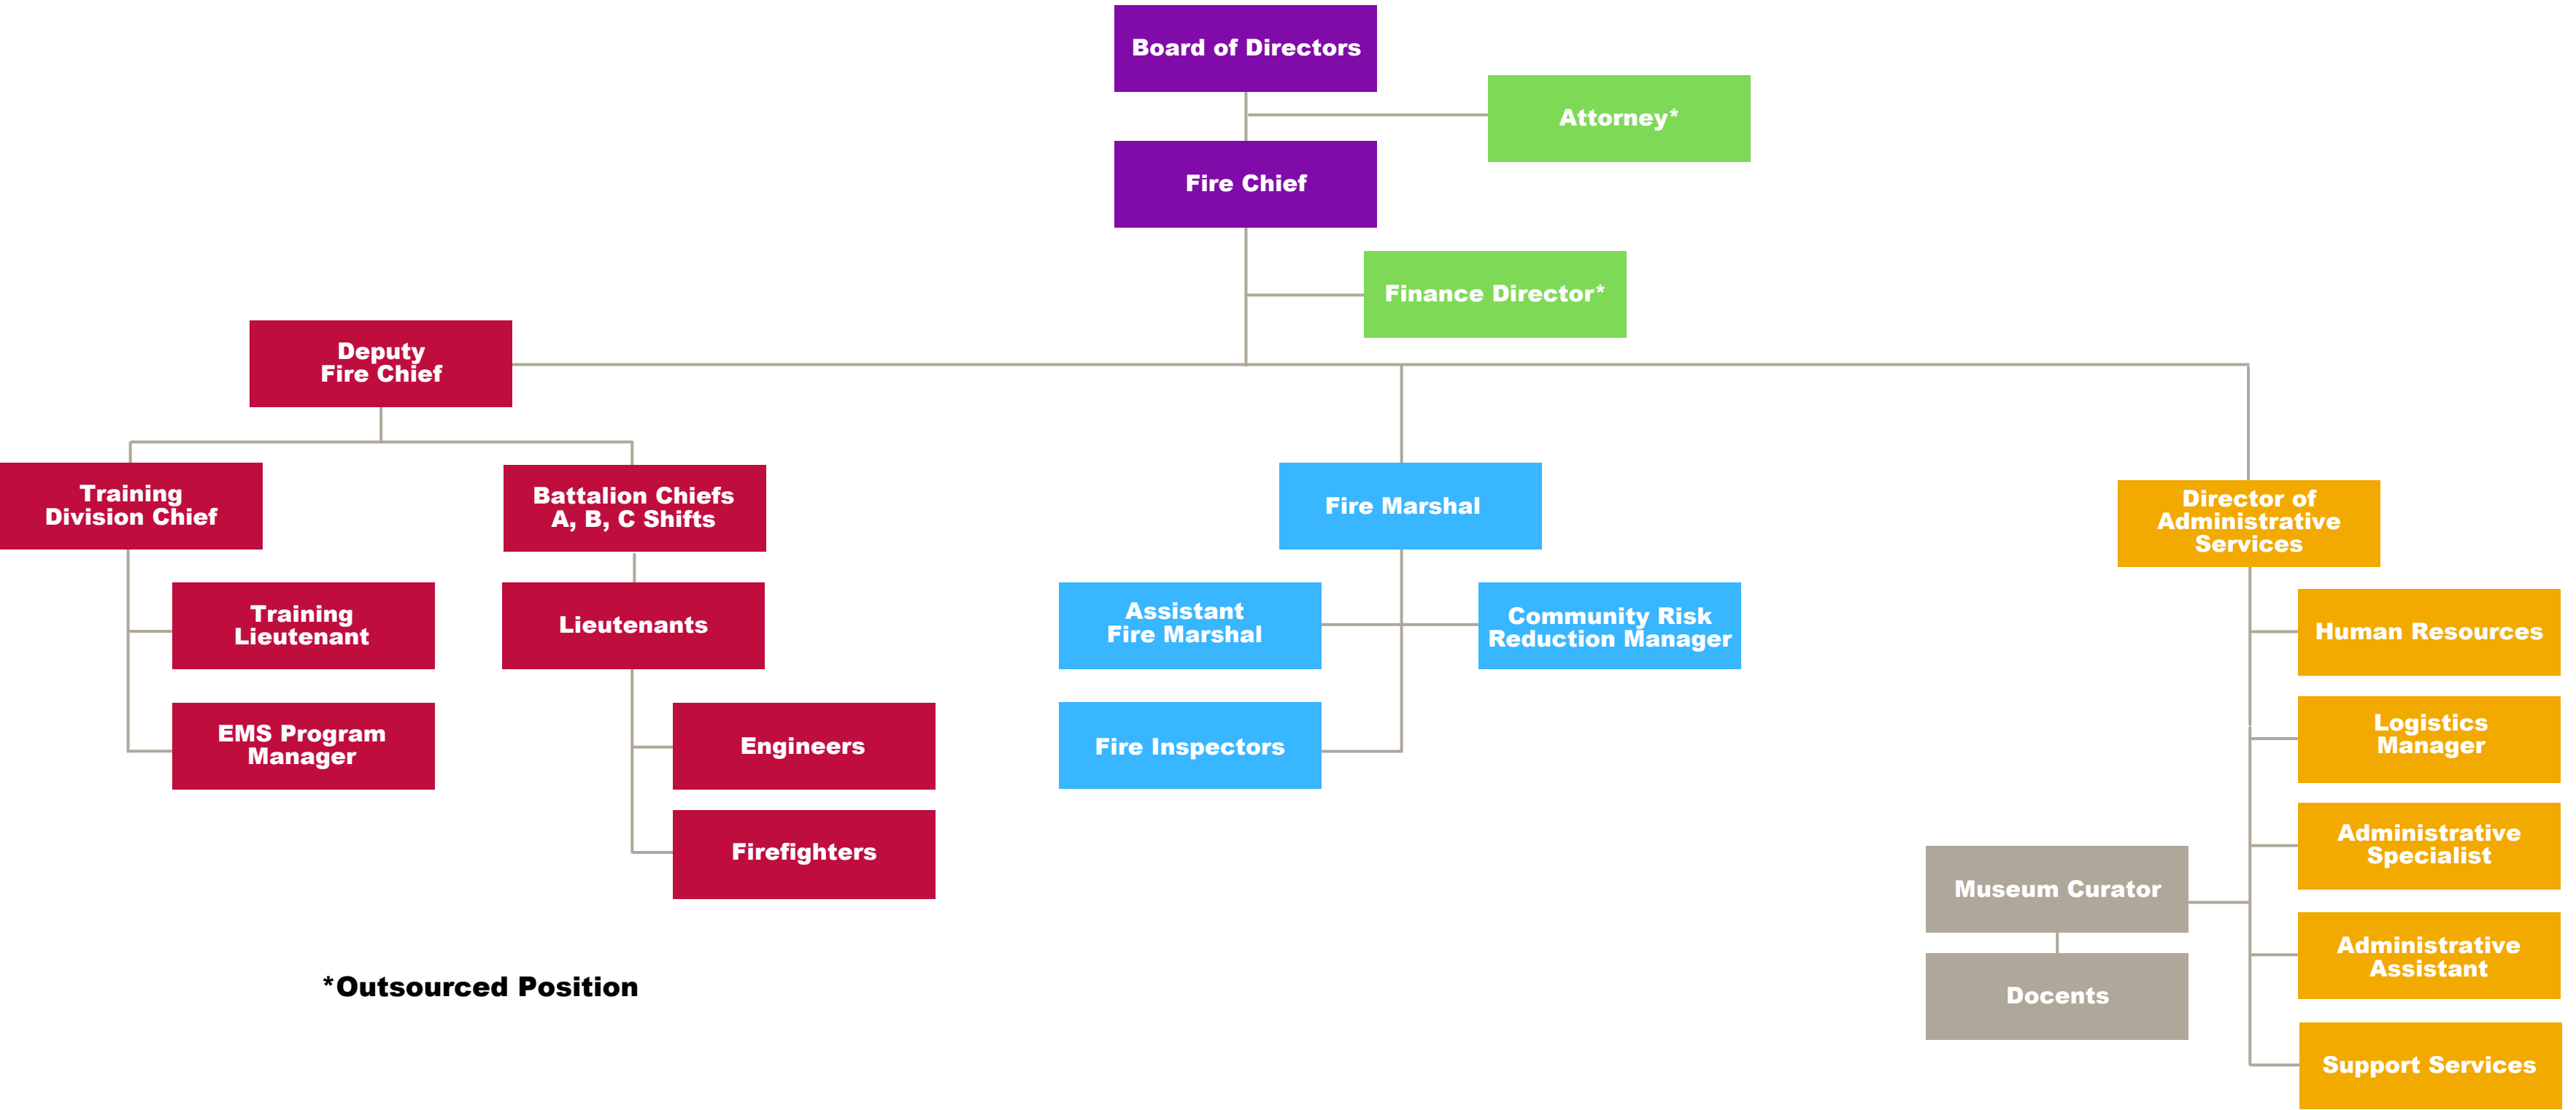 Board of Directors
Attorney*
Fire Chief
Finance Director*
Deputy
Fire Chief
Training
Division Chief
Battalion Chiefs
A, B, C Shifts
Fire Marshal
Director of
Administrative
Services
Training
Lieutenant
Lieutenants
Assistant
Fire Marshal
Community Risk
Reduction Manager
Human Resources
EMS Program
Manager
Engineers
Fire Inspectors
Logistics
Manager
Firefighters
Administrative
Specialist
Museum Curator
Administrative
Assistant
*Outsourced Position
Docents
Support Services